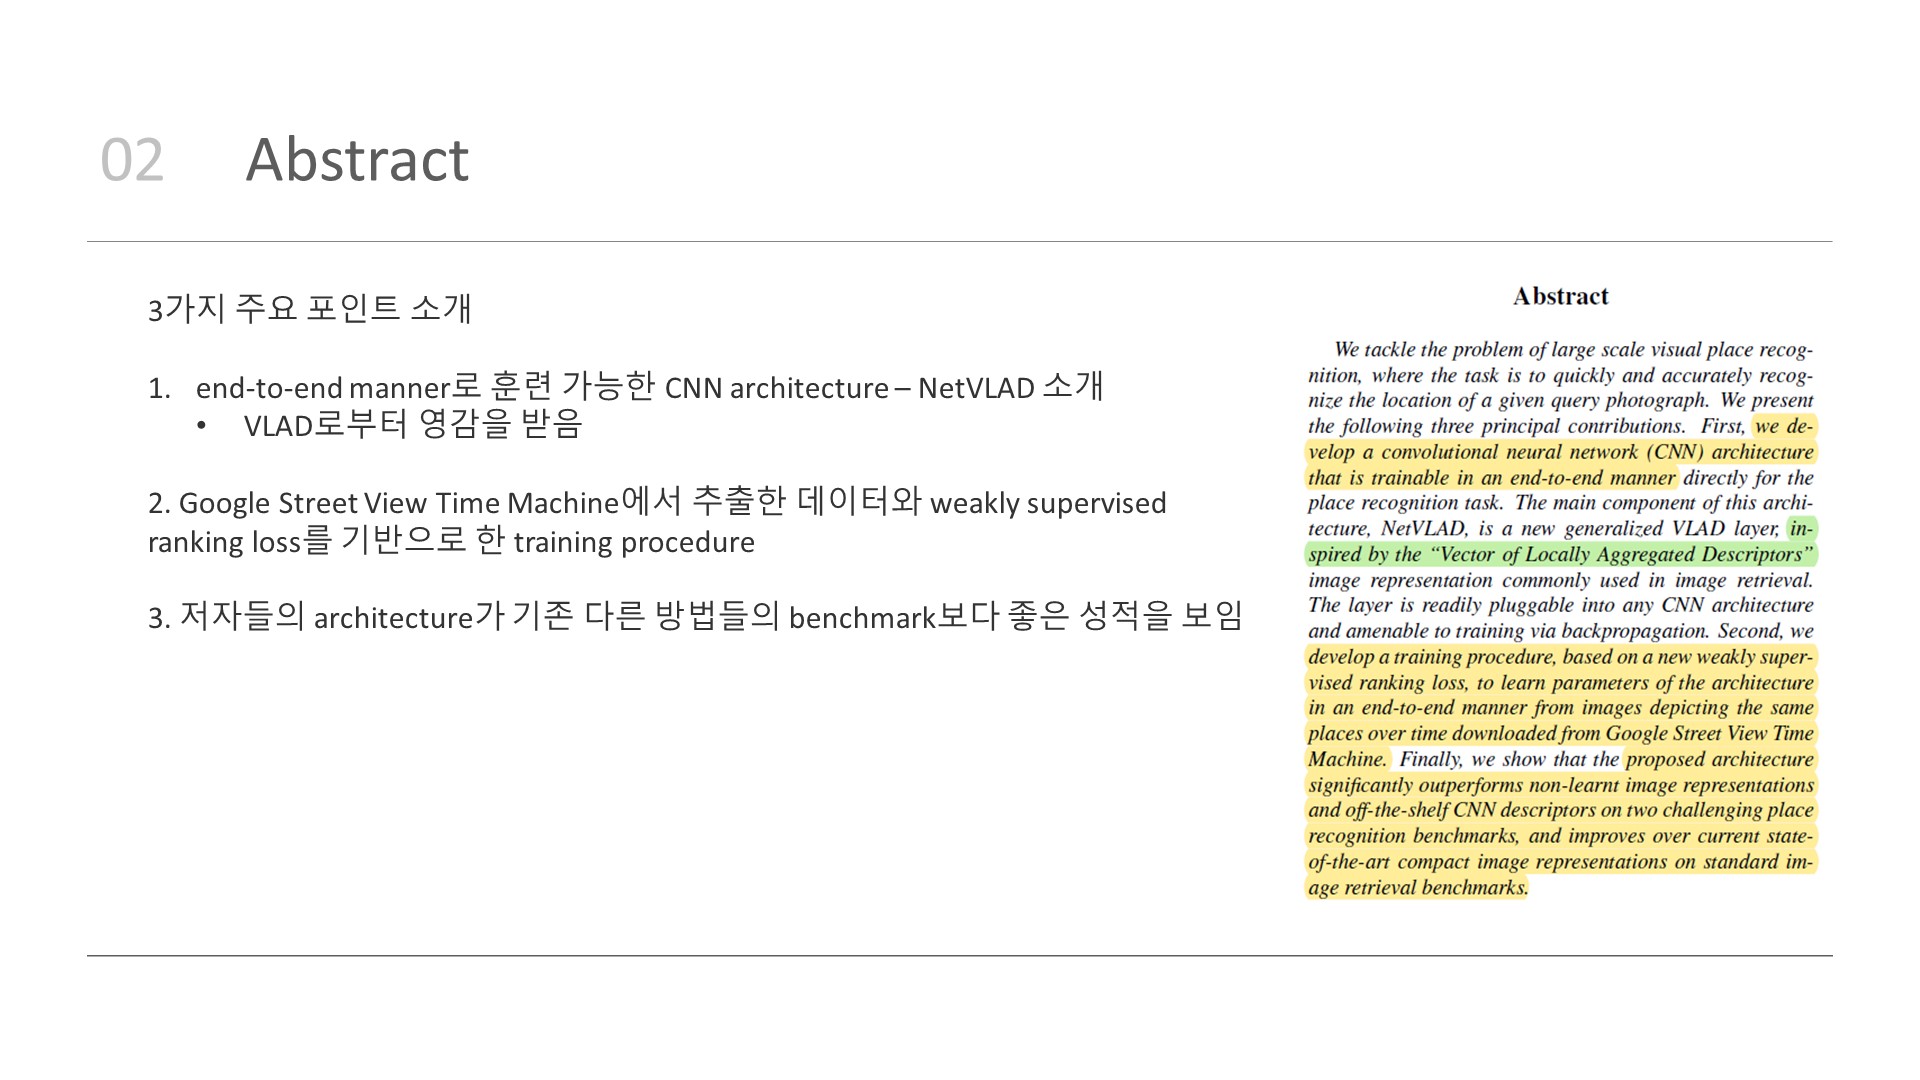 02 Abstract
3가지 주요 포인트 소개
1. end-to-end manner로 훈련 가능한 CNN architecture – NetVLAD 소개
• VLAD로부터 영감을 받음
2. Google Street View Time Machine에서 추출한 데이터와 weakly supervised
ranking loss를 기반으로 한 training procedure
3. 저자들의 architecture가 기존 다른 방법들의 benchmark보다 좋은 성적을 보임
Abstract
We tackle the problem of large scale visual place recog-
nition, where the task is to quickly and accurately recog-
nize the location of a given query photograph. We present
the following three principal contributions. First, we de-
velop a convolutional neural network (CNN) architecture
that is trainable in an end-to-end manner directly for the
place recognition task. The main component of this archi-
tecture, NetVLAD, is a new generalized VLAD layer, in-
spired by the “Vector of Locally Aggregated Descriptors”
image representation commonly used in image retrieval.
The layer is readily pluggable into any CNN architecture
and amenable to training via backpropagation. Second, we
develop a training procedure, based on a new weakly super-
vised ranking loss, to learn parameters of the architecture
in an end-to-end manner from images depicting the same
places over time downloaded from Google Street View Time
Machine. Finally, we show that the proposed architecture
significantly outperforms non-learnt image representations
and off-the-shelf CNN descriptors on two challenging place
recognition benchmarks, and improves over current state-
of-the-art compact image representations on standard im-
age retrieval benchmarks.